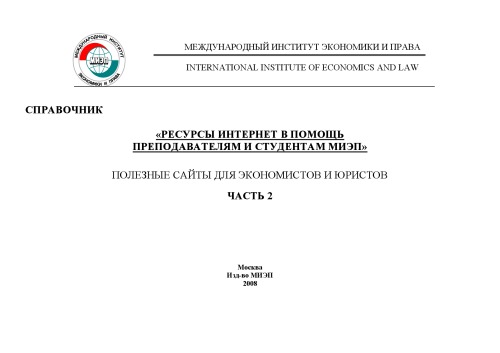 МЕЖДУНАРОДНЫЙ ИНСТИТУТ
МИЭП
ЭКОНОМИКИ И ПРАВА
МЕЖДУНАРОДНЫЙ ИНСТИТУТ ЭКОНОМИКИ И ПРАВА
INTERNATIONAL INSTITUTE OF ECONOMICS AND LAW
СПРАВОЧНИК
«РЕСУРСЫ ИНТЕРНЕТ В ПОМОЩЬ
ПРЕПОДАВАТЕЛЯМ И СТУДЕНТАМ МИЭП»
ПОЛЕЗНЫЕ САЙТЫ ДЛЯ ЭКОНОМИСТОВ И ЮРИСТОВ
ЧАСТЬ 2
Москва
Изд-во МИЭП
2008